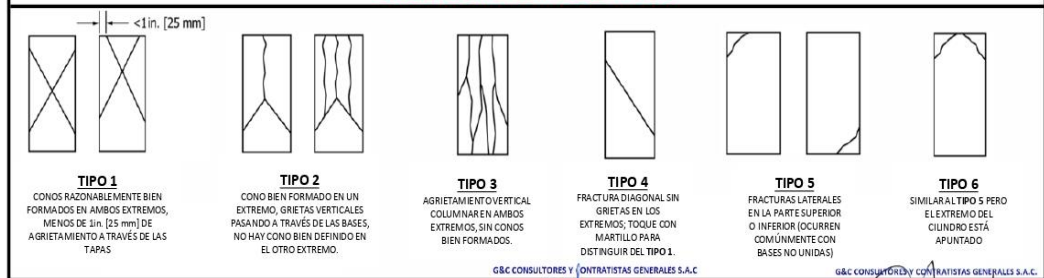 <1in. [25 mm]
TIPO 1
CONOS RAZONABLEMENTE BIEN
FORMADOS EN AMBOS EXTREMOS,
MENOS DE 1in. [25 mm] DE
AGRIETAMIENTO A TRAVÉS DE LAS
TAPAS
TIPO 2
CONO BIEN FORMADO EN UN
EXTREMO, GRIETAS VERTICALES
PASANDO A TRAVÉS DE LAS BASES,
NO HAY CONO BIEN DEFINIDO EN
EL OTRO EXTREMO.
TIPO 3
AGRIETAMIENTO VERTICAL
COLUMNAR EN AMBOS
EXTREMOS, SIN CONOS
BIEN FORMADOS.
TIPO 4
FRACTURA DIAGONAL SIN
GRIETAS EN LOS
EXTREMOS; TOQUE CON
MARTILLO PARA
DISTINGUIR DEL TIPO 1.
TIPO 5
FRACTURAS LATERALES
EN LA PARTE SUPERIOR
O INFERIOR (OCURREN
COMÚNMENTE CON
BASES NO UNIDAS)
TIPO 6
SIMILAR AL TIPO 5 PERO
EL EXTREMO DEL
CILINDRO ESTÁ
APUNTADO
G&C CONSULTORES Y CONTRATISTAS GENERALES S.A.C
G&C CONSULTORES Y CONTRATISTAS GENERALES S.A.C.